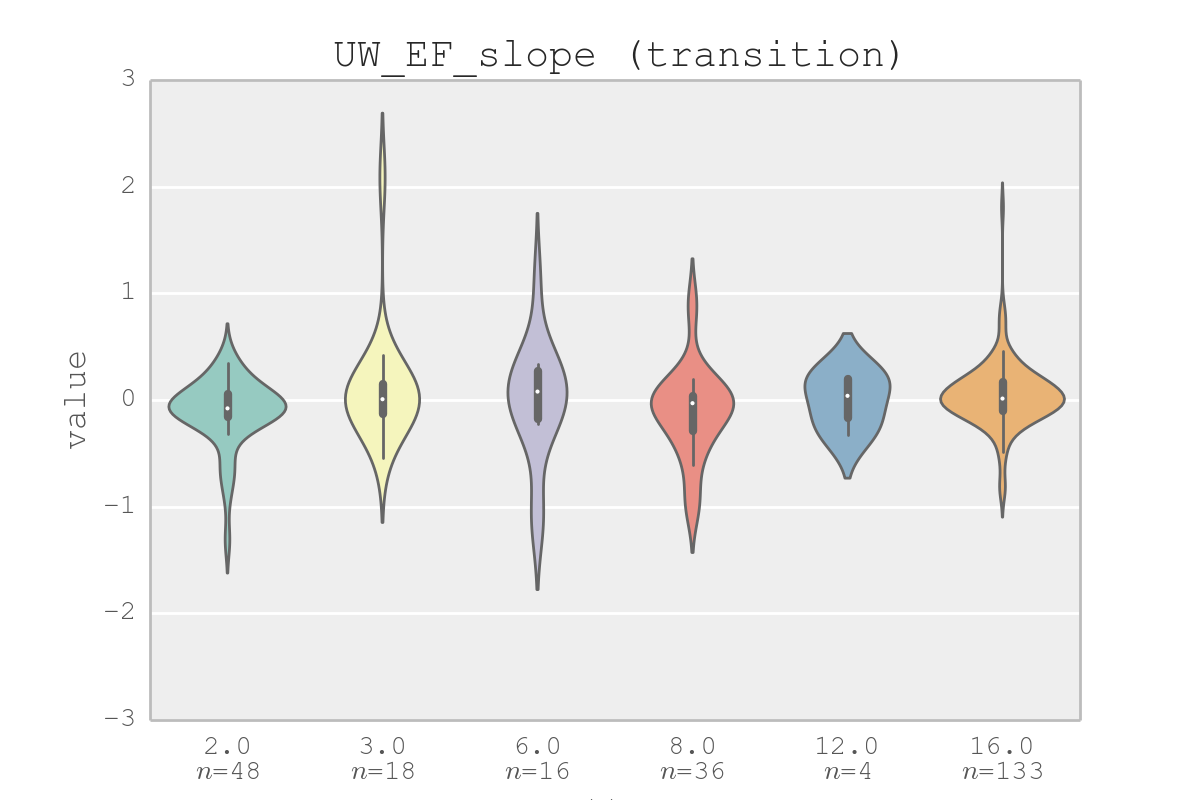 UW_EF_slope (transition)
3
2
1
0
−1
−2
−3
value
2.0 3.0 6.0 8.0 12.0 16.0
n=48 n=18 n=16 n=36 n=4 n=133